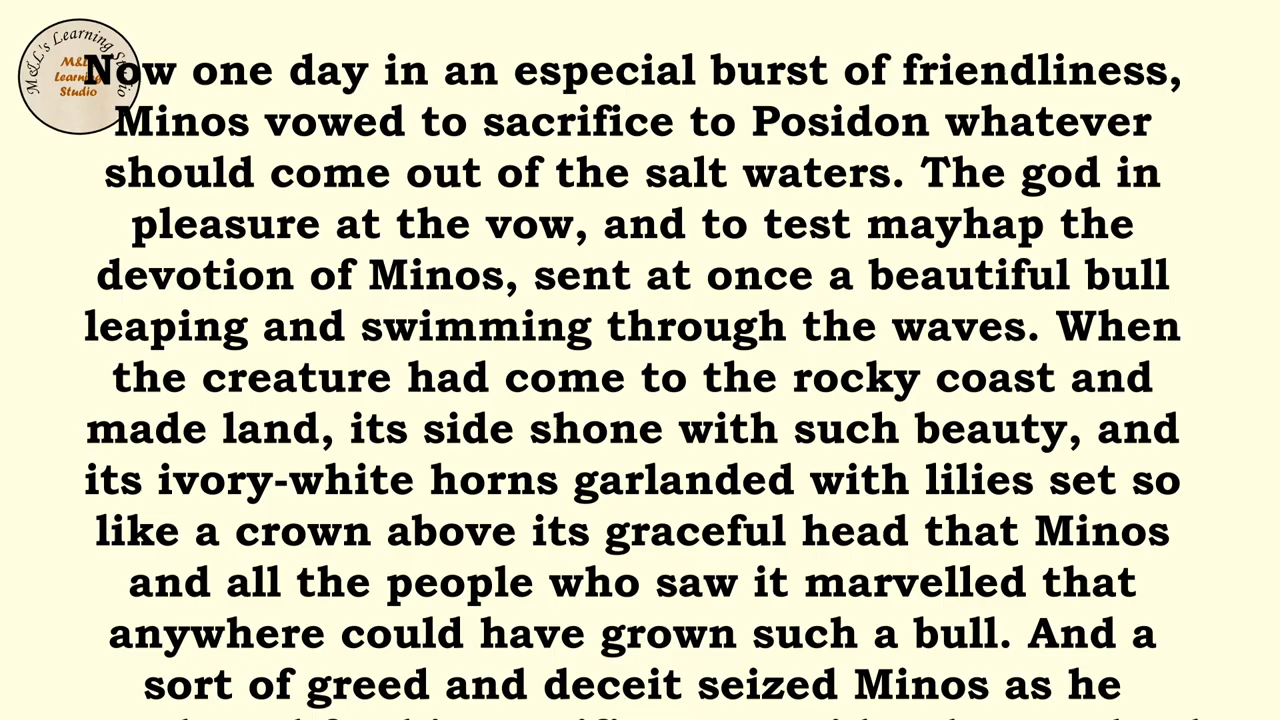 M&L's Learning Studio
M&L
Learning
Studio
Now one day in an especial burst of friendliness,
Minos vowed to sacrifice to Posidon whatever
should come out of the salt waters. The god in
pleasure at the vow, and to test mayhap the
devotion of Minos, sent at once a beautiful bull
leaping and swimming through the waves. When
the creature had come to the rocky coast and
made land, its side shone with such beauty, and
its ivory-white horns garlanded with lilies set so
like a crown above its graceful head that Minos
and all the people who saw it marvelled that
anywhere could have grown such a bull. And a
sort of greed and deceit seized Minos as he